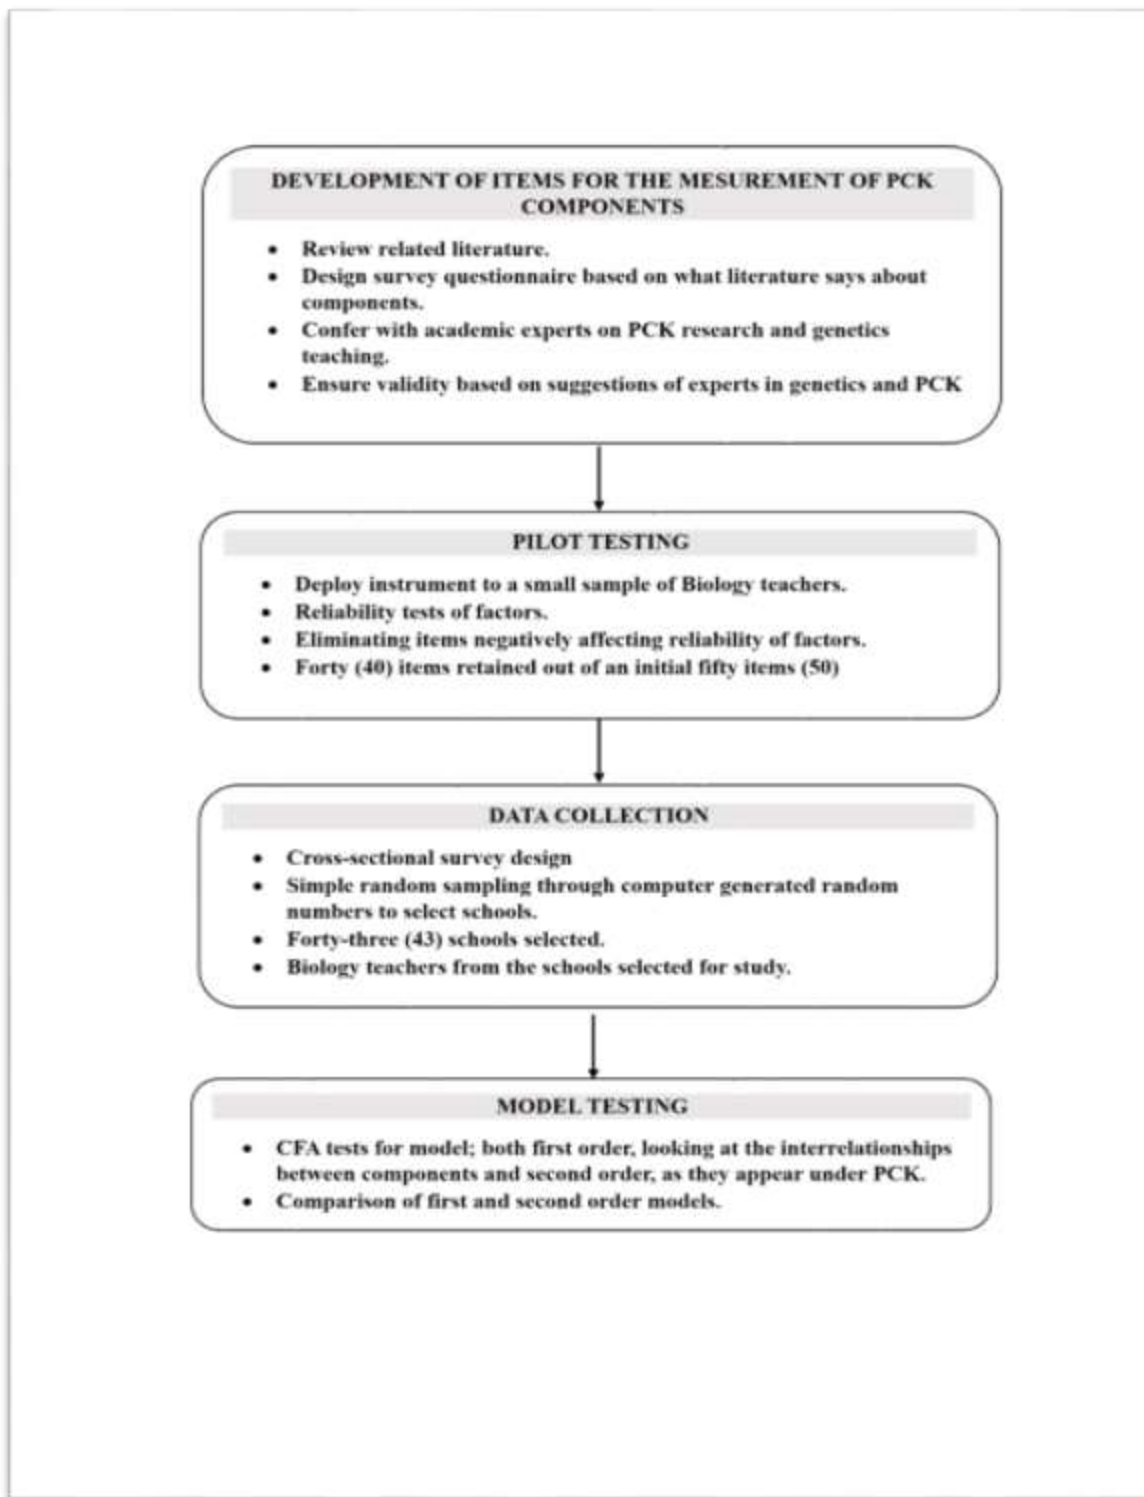 DEVELOPMENT OF ITEMS FOR THE MESUREMENT OF PCK
COMPONENTS
• Review related literature.
• Design survey questionnaire based on what literature says about
components.
• Confer with academic experts on PCK research and genetics
teaching.
• Ensure validity based on suggestions of experts in genetics and PCK
PILOT TESTING
• Deploy instrument to a small sample of Biology teachers.
• Reliability tests of factors.
• Eliminating items negatively affecting reliability of factors.
• Forty (40) items retained out of an initial fifty items (50)
DATA COLLECTION
• Cross-sectional survey design
• Simple random sampling through computer generated random
numbers to select schools.
• Forty-three (43) schools selected.
• Biology teachers from the schools selected for study.
MODEL TESTING
• CFA tests for model; both first order, looking at the interrelationships
between components and second order, as they appear under PCK.
• Comparison of first and second order models.